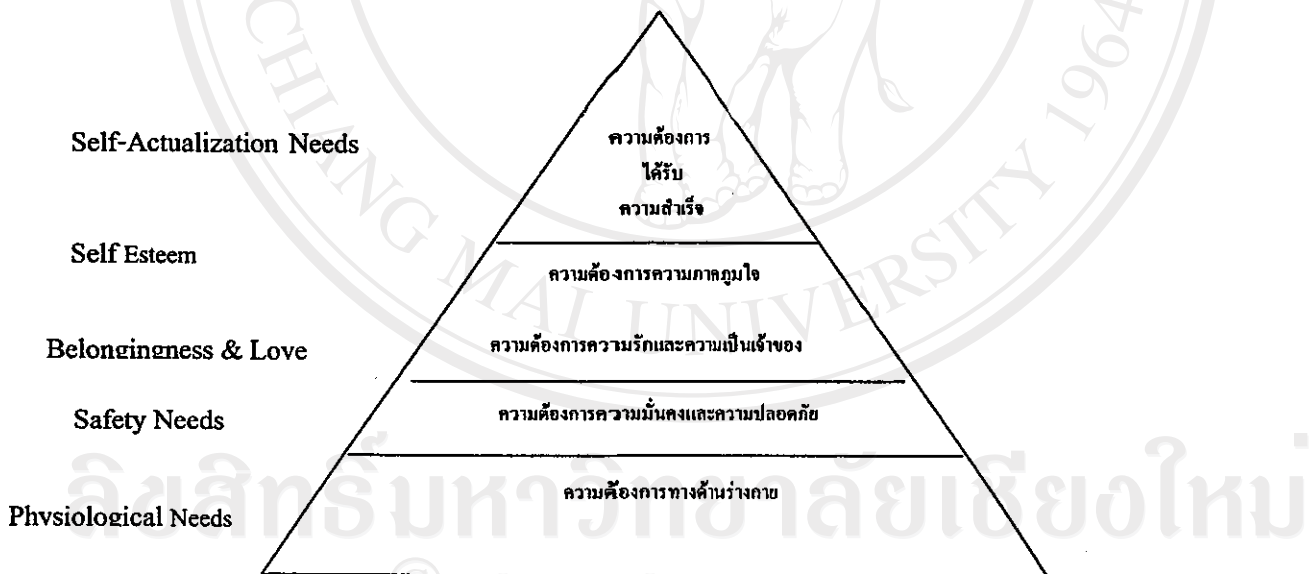 CHIANG MAI UNIVERSITY 1964
Self-Actualization Needs
ความต้องการ
ได้รับ
ความสำเร็จ
Self Esteem
ความต้องการความภาคภูมใจ
Belongingness & Love
ความต้องการความรักและความเป็นเจ้าของ
Safety Needs
ความต้องการความมั่นคงและความปลอดภัย
Physiological Needs
ความต้องการทางด้านร่างกาย
ลิขสิทธิ์มหาวิทยาลัยเชียงใหม่
©